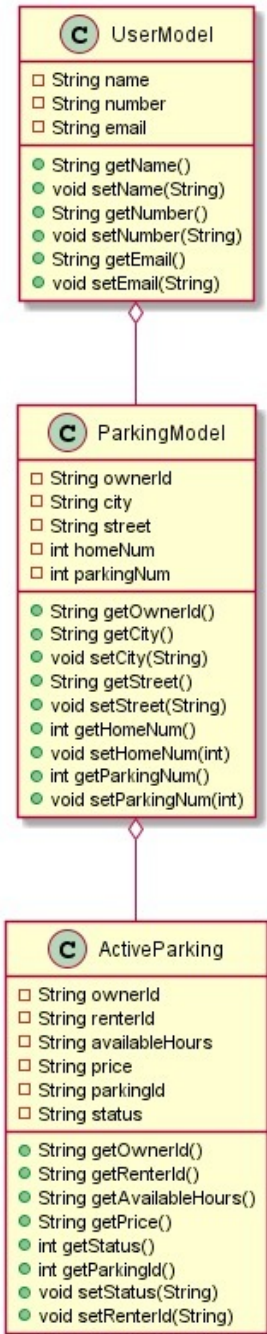 C UserModel
String name
String number
String email
String getName()
void setName(String)
String getNumber()
void setNumber(String)
String getEmail()
void setEmail(String)
C ParkingModel
String ownerId
String city
String street
int homeNum
int parkingNum
String getOwnerId()
String getCity()
void setCity(String)
String getStreet()
void setStreet(String)
int getHomeNum()
void setHomeNum(int)
int getParkingNum()
void setParkingNum(int)
C ActiveParking
String ownerId
String renterId
String availableHours
String price
String parkingId
String status
String getOwnerId()
String getRenterId()
String getAvailableHours()
String getPrice()
int getStatus()
int getParkingId()
void setStatus(String)
void setRenterId(String)